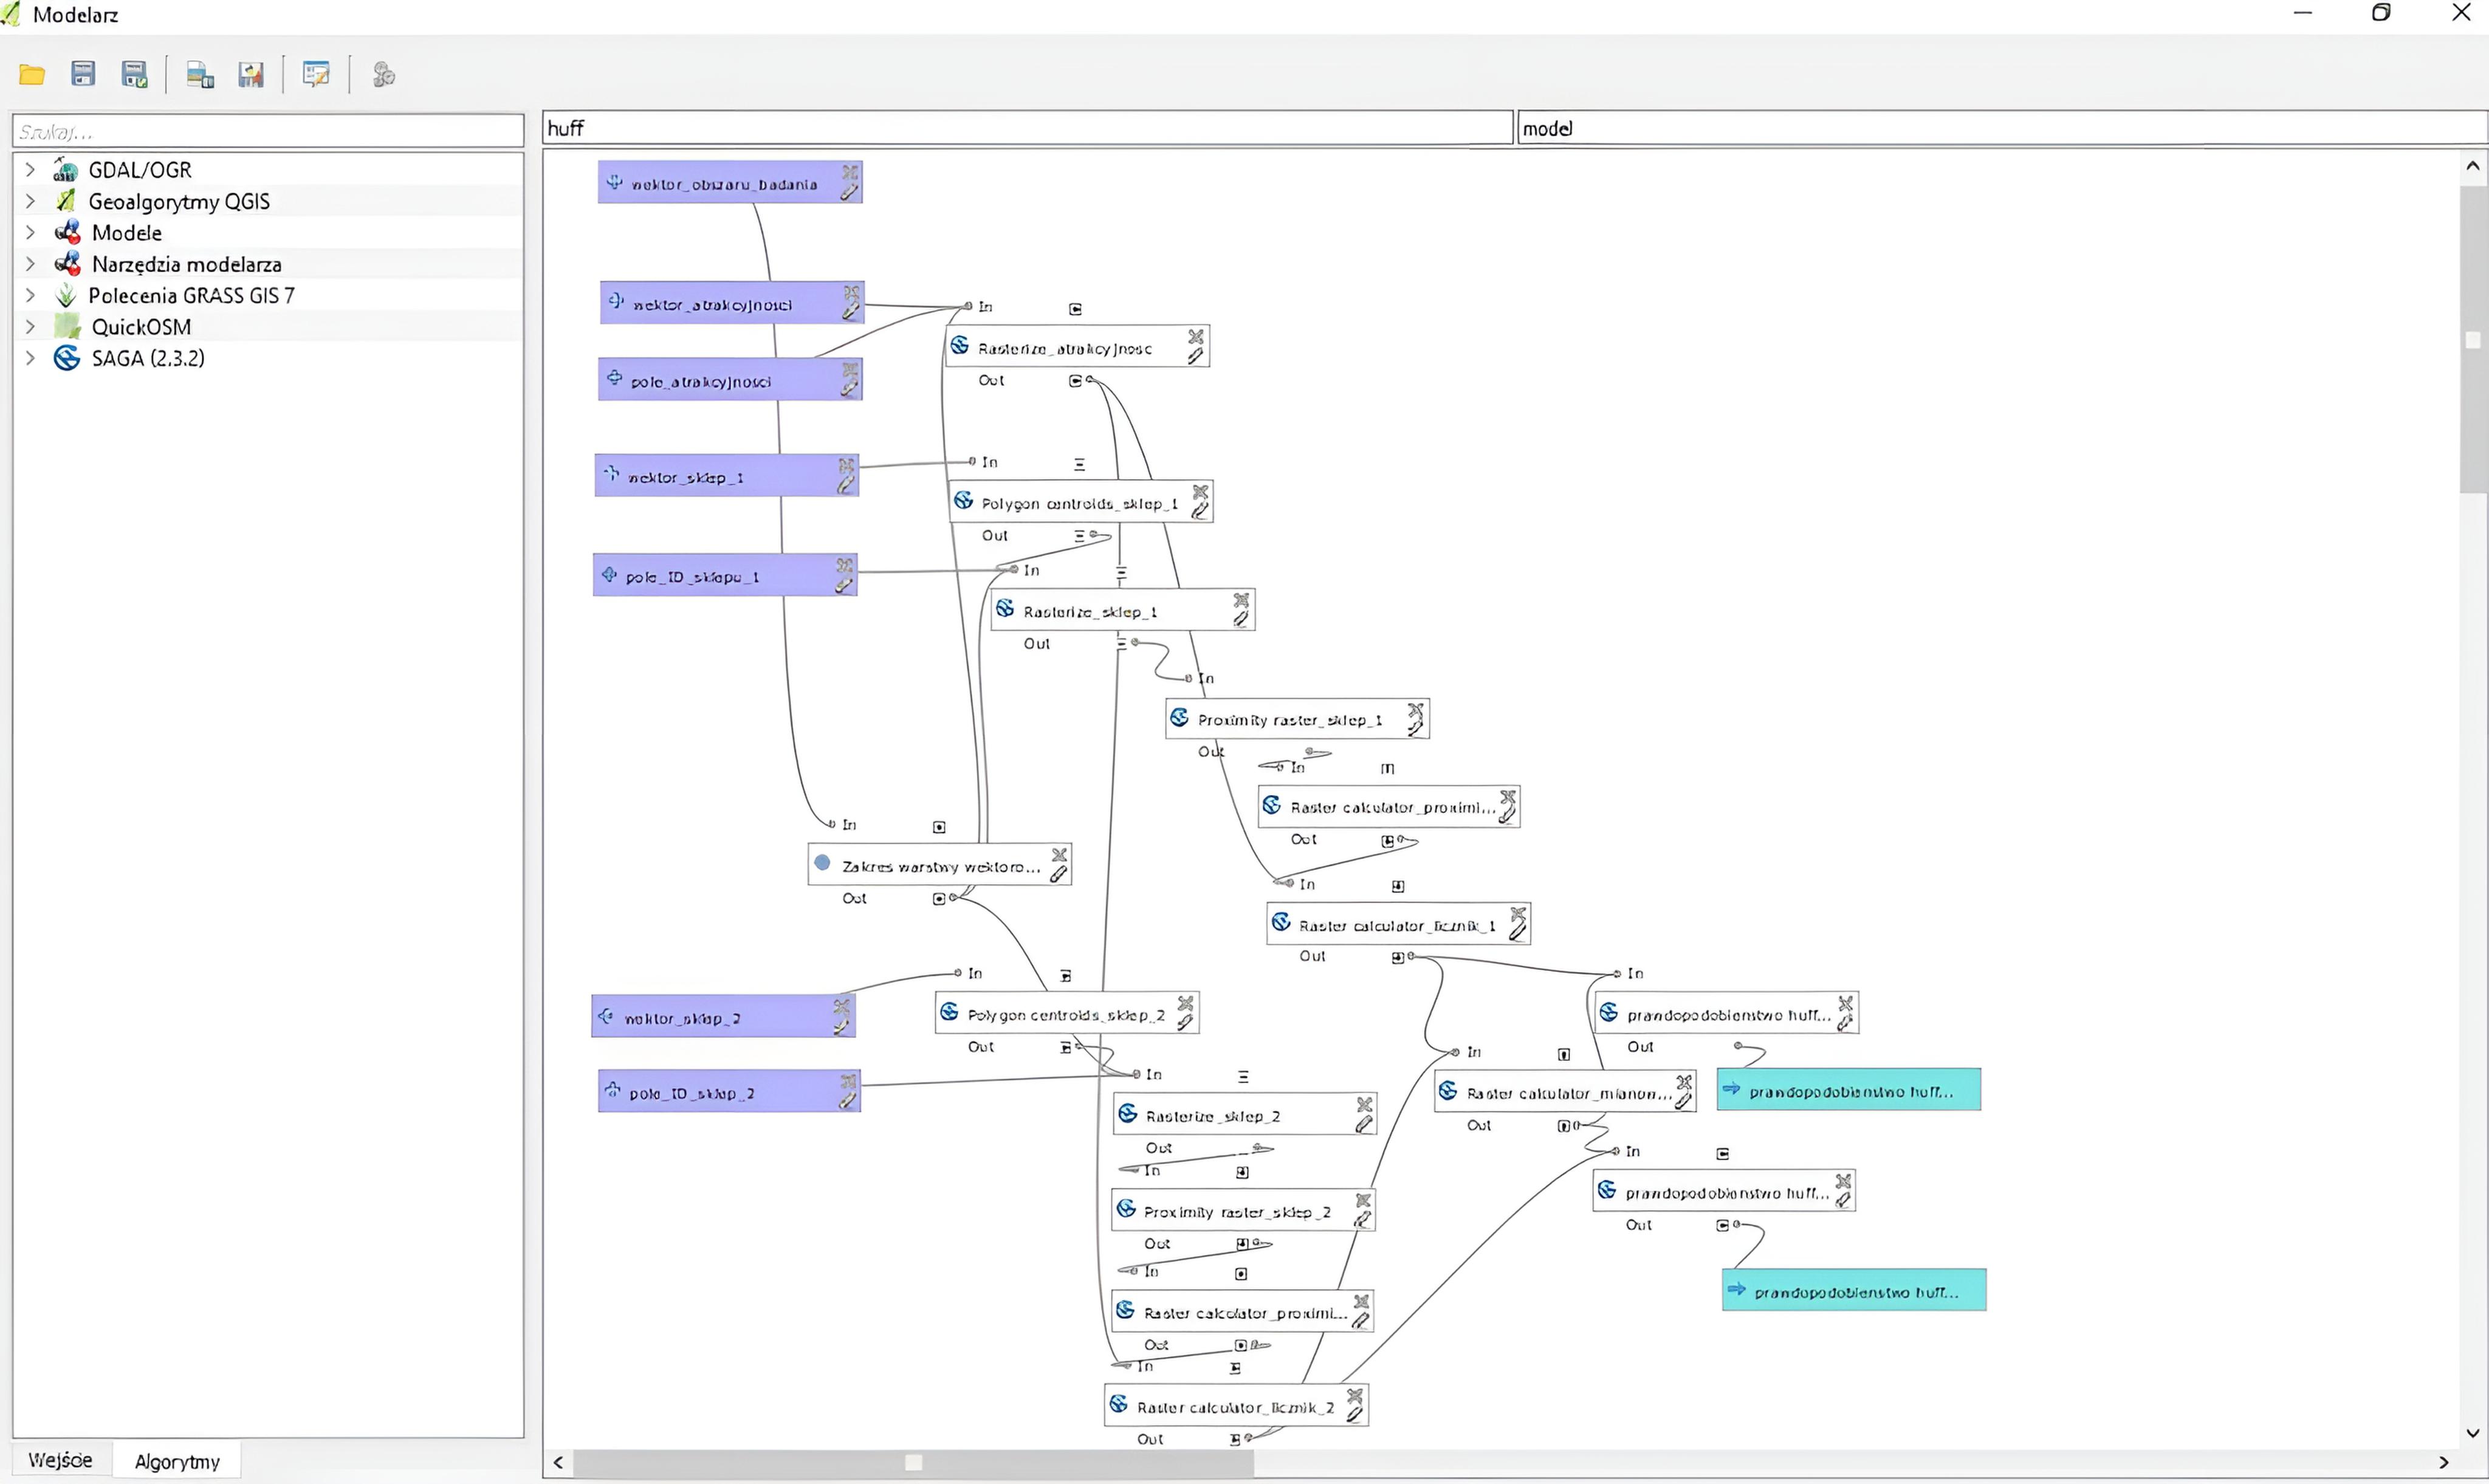 Modelarz
Szukaj...
huff
model
GDAL/OGR
Geoalgorytmy QGIS
Modele
Narzędzia modelarza
Polecenia GRASS GIS 7
QuickOSM
SAGA (2.3.2)
wektor_obszaru_badania
wektor_atrakcyjnosci
In
Rasterize_atrakcyjnosc
pole_atrakcyjnosci
Out
In
wektor_sklep_1
Polygon centroids_sklep_1
Out
In
pole_ID_sklepu_1
Rasterize_sklep_1
Out
In
Proximity raster_sklep_1
Out
In
Raster calculator_proximi...
In
Out
Zakres warstwy wektoro...
In
Out
Raster calculator_licznik_1
Out
In
In
wektor_sklep_2
Polygon centroids_sklep_2
prawdopodobienstwo huff...
Out
Out
In
In
pole_ID_sklep_2
Raster calculator_mianow...
prawdopodobienstwo huff...
Rasterize_sklep_2
Out
Out
In
In
prawdopodobienstwo huff...
Proximity raster_sklep_2
Out
Out
In
prawdopodobienstwo huff...
Raster calculator_proximi...
Out
In
Raster calculator_licznik_2
Out
Wejście
Algorytmy